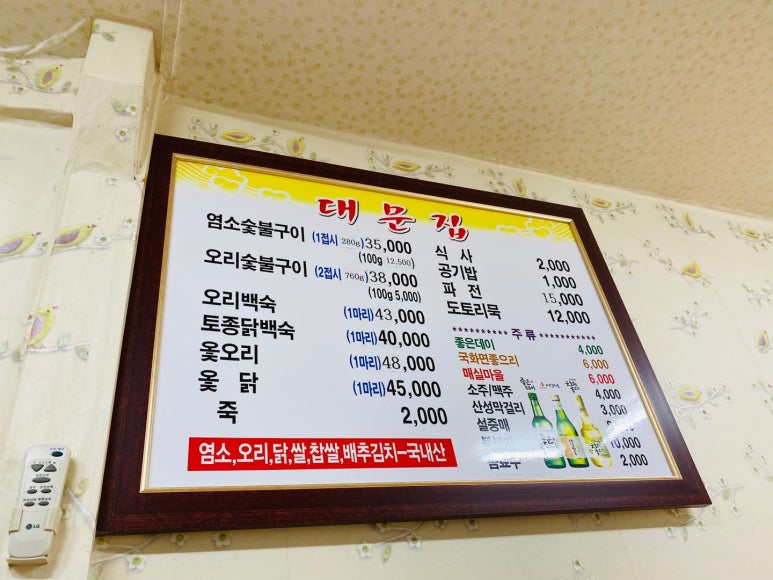 대문집
염소숯불구이 (1접시 280g) 35,000
(100g 12,500)
오리숯불구이 (2접시 760g) 38,000
(100g 5,000)
오리백숙 (1마리) 43,000
토종닭백숙 (1마리) 40,000
옻오리 (1마리) 48,000
옻 닭 (1마리) 45,000
죽 2,000
염소,오리,닭,쌀,찹쌀,배추김치-국내산
식 사 2,000
공기밥 1,000
파 전 15,000
도토리묵 12,000
********** 주 류 **********
좋은데이 4,000
국화면좋으리 6,000
매실마을 6,000
소주/맥주 4,000
산성막걸리 3,000
설중매
10,000
2,000
LG